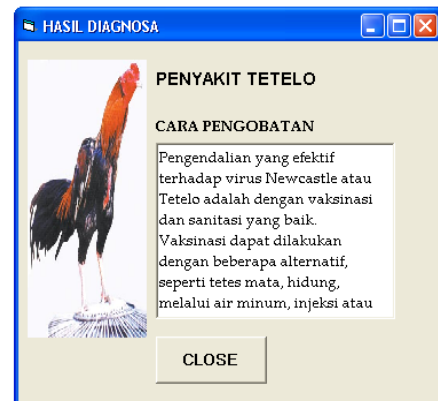 HASIL DIAGNOSA
PENYAKIT TETELO
CARA PENGOBATAN
Pengendalian yang efektif
terhadap virus Newcastle atau
Tetelo adalah dengan vaksinasi
dan sanitasi yang baik.
Vaksinasi dapat dilakukan
dengan beberapa alternatif,
seperti tetes mata, hidung,
melalui air minum, injeksi atau
CLOSE